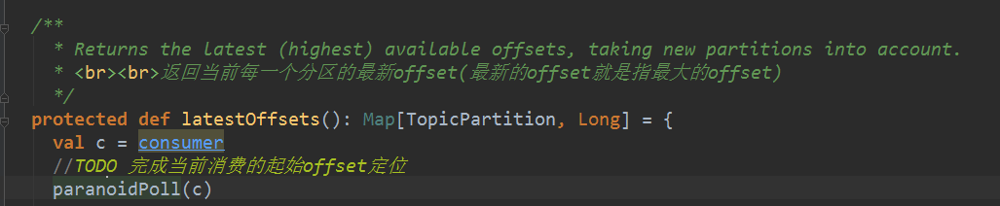 /**
* Returns the latest (highest) available offsets, taking new partitions into account.
* <br><br>返回当前每一个分区的最新offset(最新的offset就是指最大的offset)
*/
protected def latestOffsets(): Map[TopicPartition, Long] = {
val c = consumer
//TODO 完成当前消费的起始offset定位
paranoidPoll(c)